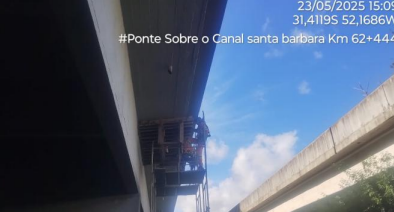 23/05/2025 15:09
31,4119S 52,1686W
#Ponte Sobre o Canal santa barbara Km 62+444